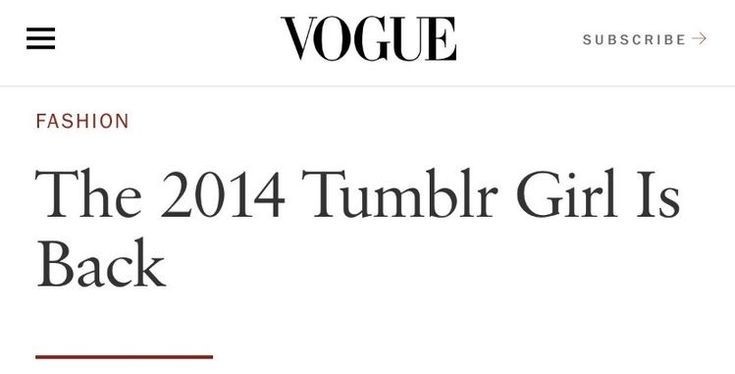 VOGUE
SUBSCRIBE →
FASHION
The 2014 Tumblr Girl Is
Back